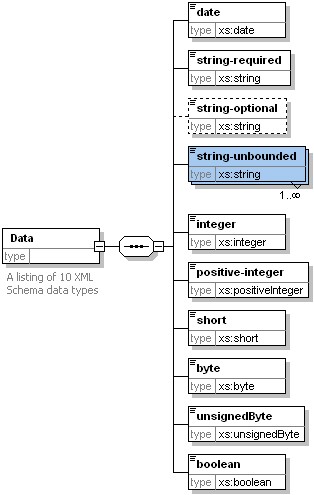 date
type xs:date
string-required
type xs:string
string-optional
type xs:string
string-unbounded
type xs:string
1..∞
Data
type
A listing of 10 XML
Schema data types
integer
type xs:integer
positive-integer
type xs:positiveInteger
short
type xs:short
byte
type xs:byte
unsignedByte
type xs:unsignedByte
boolean
type xs:boolean